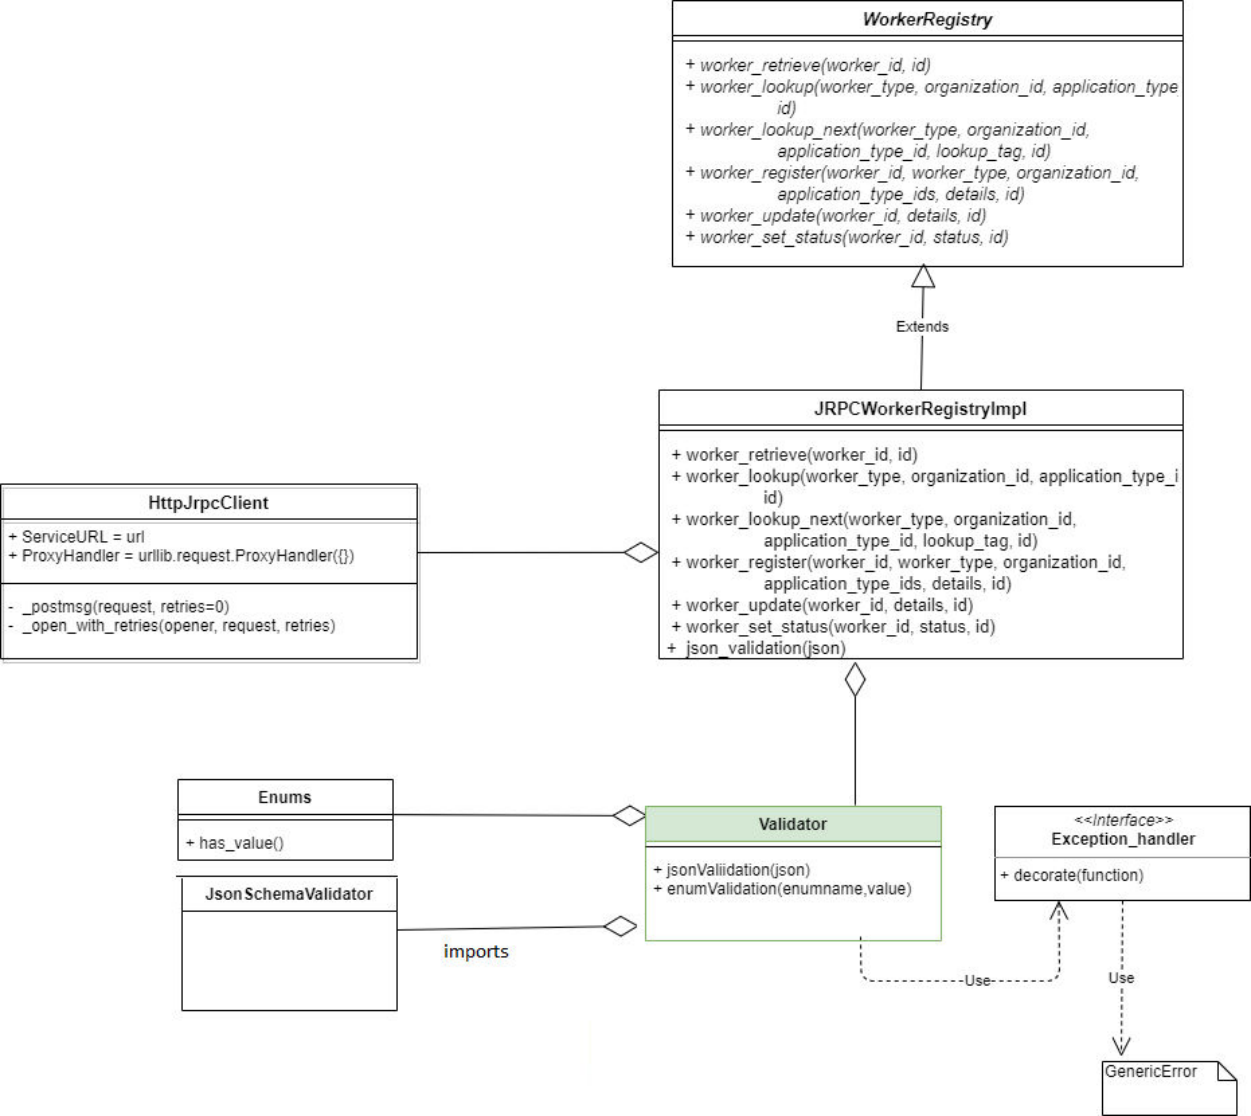 WorkerRegistry
+ worker_retrieve(worker_id, id)
+ worker_lookup(worker_type, organization_id, application_type
id)
+ worker_lookup_next(worker_type, organization_id,
application_type_id, lookup_tag, id)
+ worker_register(worker_id, worker_type, organization_id,
application_type_ids, details, id)
+ worker_update(worker_id, details, id)
+ worker_set_status(worker_id, status, id)
Extends
JRPCWorkerRegistryImpl
+ worker_retrieve(worker_id, id)
+ worker_lookup(worker_type, organization_id, application_type_i
id)
+ worker_lookup_next(worker_type, organization_id,
application_type_id, lookup_tag, id)
+ worker_register(worker_id, worker_type, organization_id,
application_type_ids, details, id)
+ worker_update(worker_id, details, id)
+ worker_set_status(worker_id, status, id)
+ json_validation(json)
HttpJrpcClient
+ ServiceURL = url
+ ProxyHandler = urllib.request.ProxyHandler({})
- _postmsg(request, retries=0)
- _open_with_retries(opener, request, retries)
Enums
+ has_value()
JsonSchemaValidator
imports
Validator
+ jsonValiidation(json)
+ enumValidation(enumname,value)
<<Interface>>
Exception_handler
+ decorate(function)
Use
Use
GenericError